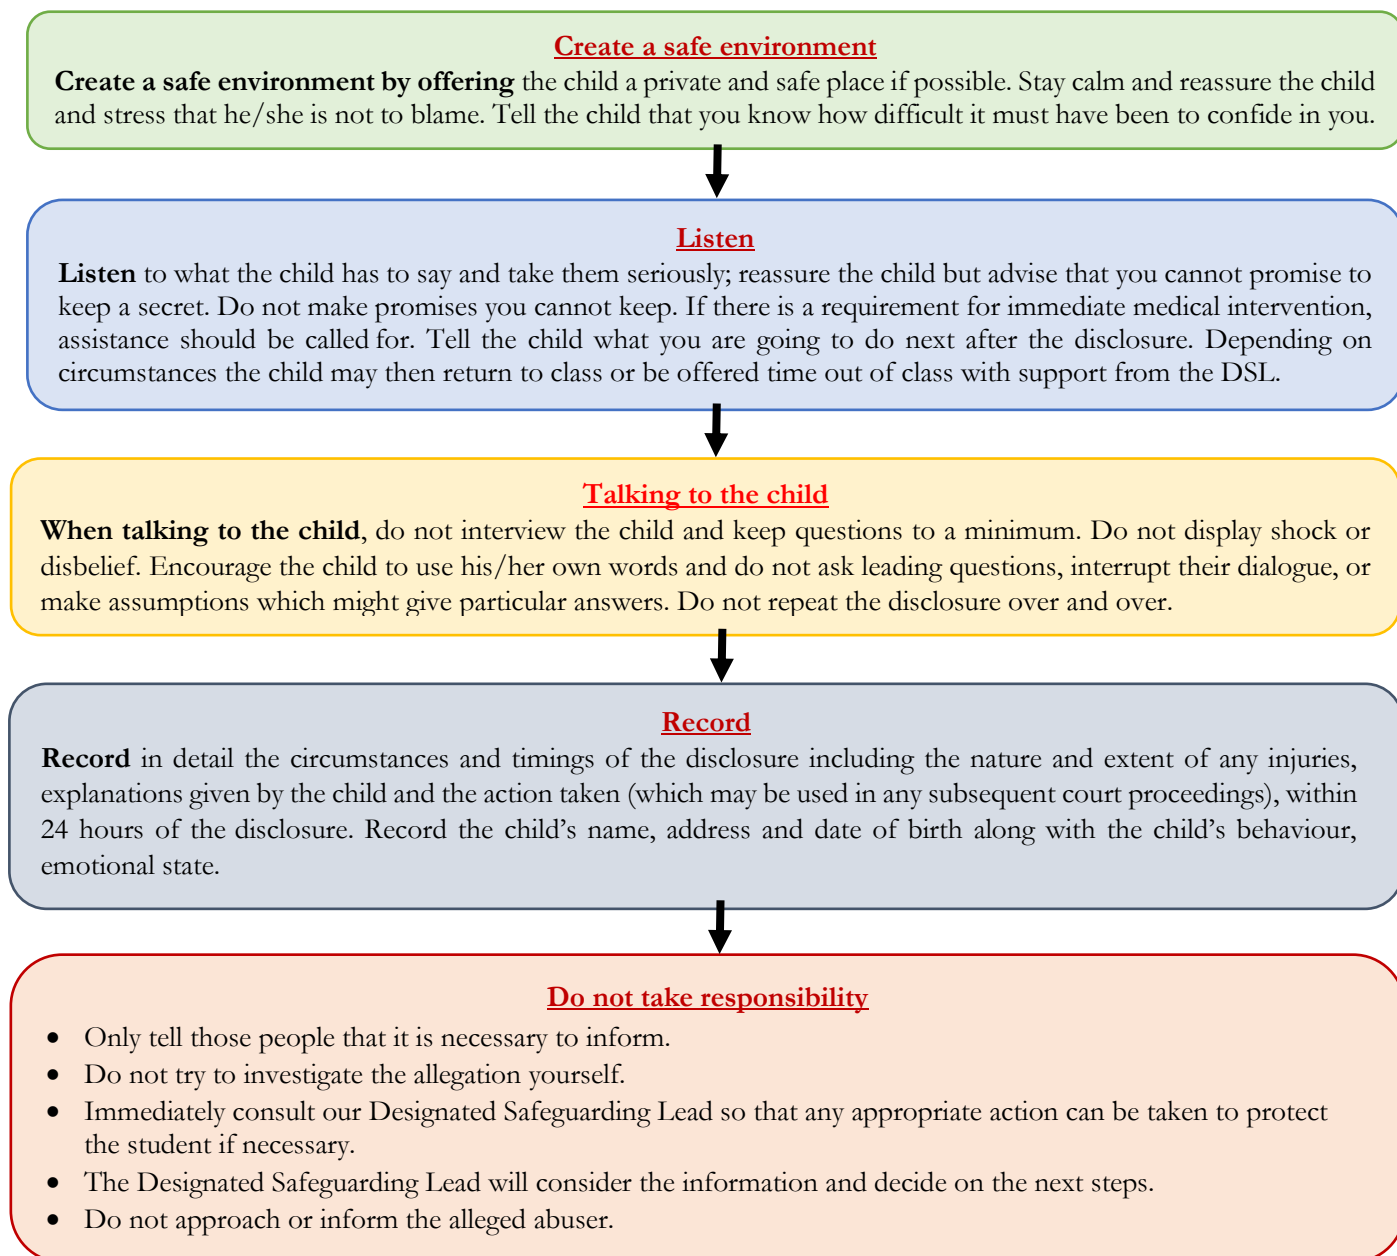 Create a safe environment
Create a safe environment by offering the child a private and safe place if possible. Stay calm and reassure the child
and stress that he/she is not to blame. Tell the child that you know how difficult it must have been to confide in you.
Listen
Listen to what the child has to say and take them seriously; reassure the child but advise that you cannot promise to
keep a secret. Do not make promises you cannot keep. If there is a requirement for immediate medical intervention,
assistance should be called for. Tell the child what you are going to do next after the disclosure. Depending on
circumstances the child may then return to class or be offered time out of class with support from the DSL.
Talking to the child
When talking to the child, do not interview the child and keep questions to a minimum. Do not display shock or
disbelief. Encourage the child to use his/her own words and do not ask leading questions, interrupt their dialogue, or
make assumptions which might give particular answers. Do not repeat the disclosure over and over.
Record
Record in detail the circumstances and timings of the disclosure including the nature and extent of any injuries,
explanations given by the child and the action taken (which may be used in any subsequent court proceedings), within
24 hours of the disclosure. Record the child's name, address and date of birth along with the child's behaviour,
emotional state.
Do not take responsibility
• Only tell those people that it is necessary to inform.
• Do not try to investigate the allegation yourself.
• Immediately consult our Designated Safeguarding Lead so that any appropriate action can be taken to protect
the student if necessary.
• The Designated Safeguarding Lead will consider the information and decide on the next steps.
• Do not approach or inform the alleged abuser.